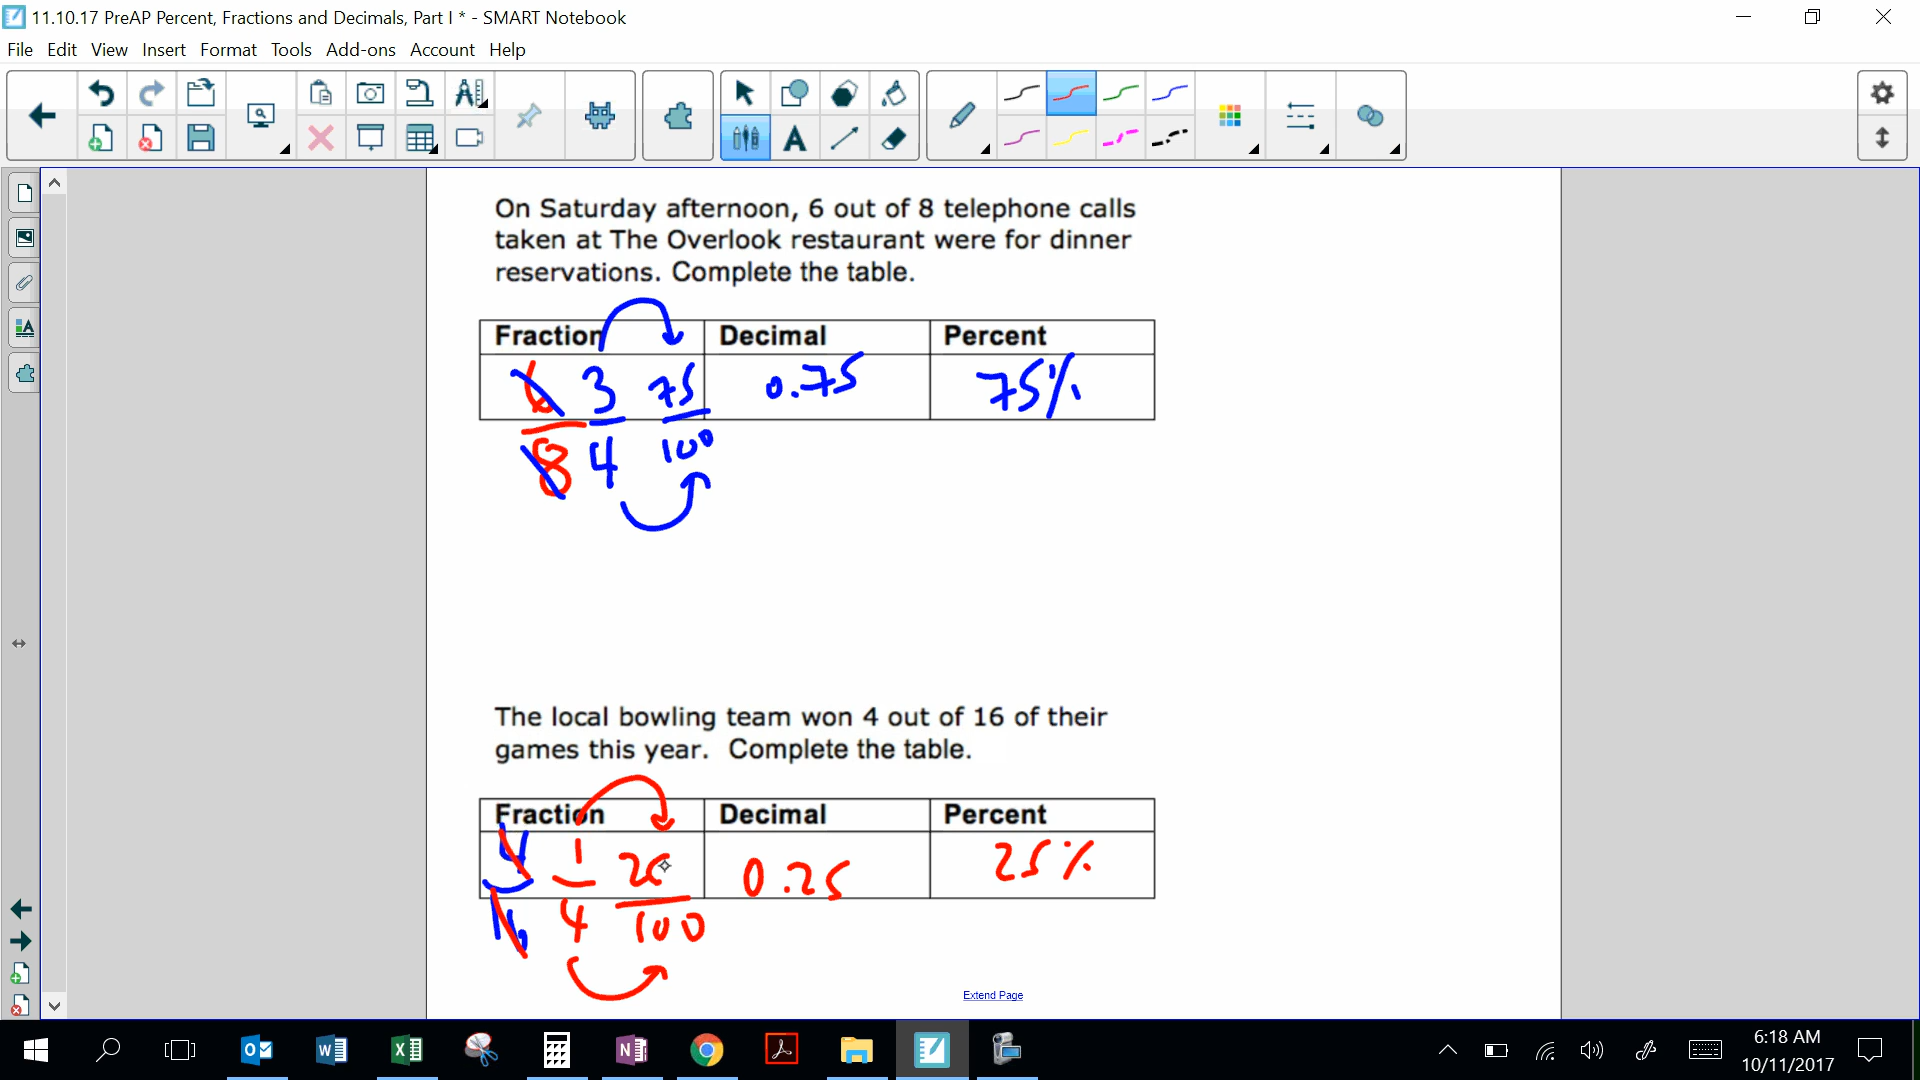 11.10.17 PreAP Percent, Fractions and Decimals, Part I * - SMART Notebook
File Edit View Insert Format Tools Add-ons Account Help
On Saturday afternoon, 6 out of 8 telephone calls
taken at The Overlook restaurant were for dinner
reservations. Complete the table.
Fraction Decimal Percent
6 3 75 0.75 75%
8 4 100
The local bowling team won 4 out of 16 of their
games this year. Complete the table.
Fraction Decimal Percent
4 1 25 0.25 25%
16 4 100
Extend Page
6:18 AM
10/11/2017